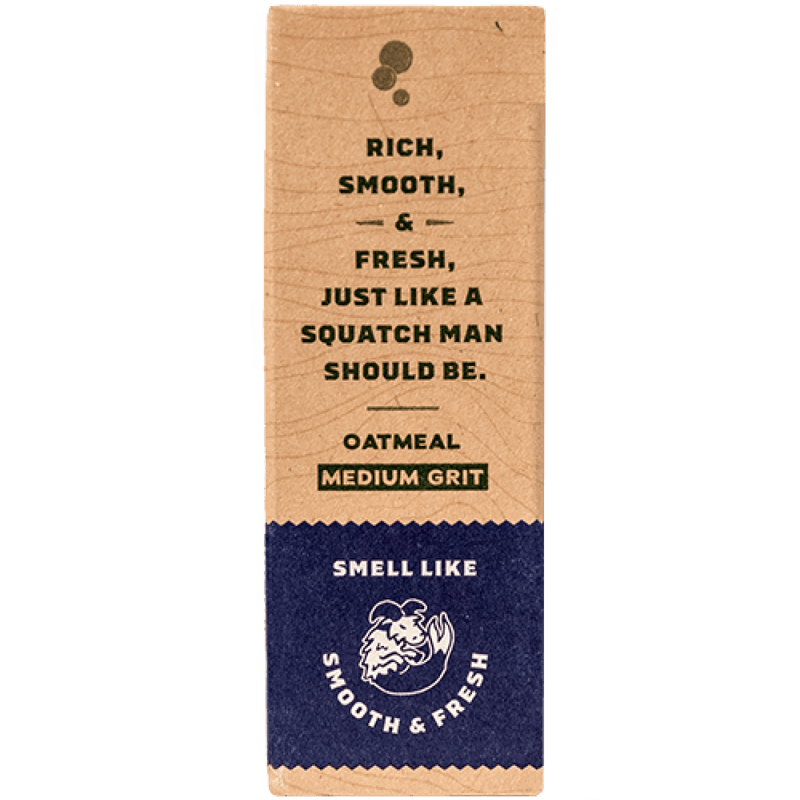 RICH,
SMOOTH,
&
FRESH,
JUST LIKE A
SQUATCH MAN
SHOULD BE.
OATMEAL
MEDIUM GRIT
SMELL LIKE
SMOOTH & FRESH